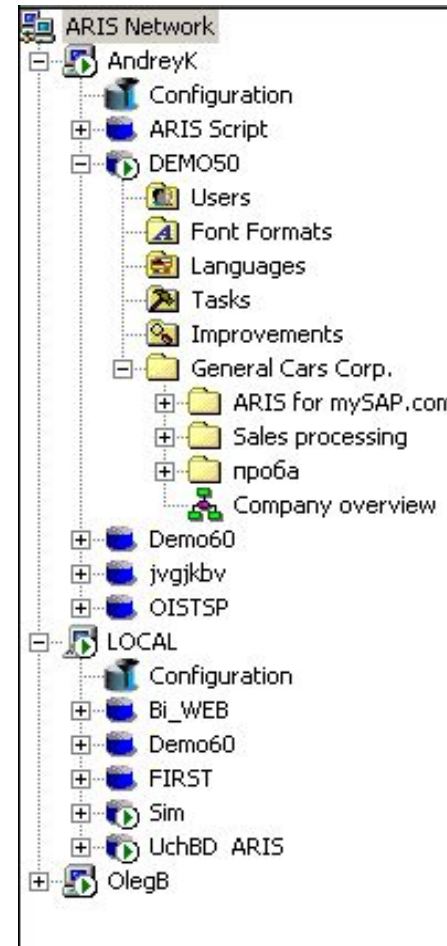 ARIS Network
AndreyK
Configuration
ARIS Script
DEMO50
Users
Font Formats
Languages
Tasks
Improvements
General Cars Corp.
ARIS for mySAP.com
Sales processing
проба
Company overview
Demo60
jvgjkbv
OISTSP
LOCAL
Configuration
Bi_WEB
Demo60
FIRST
Sim
UchBD ARIS
OlegB